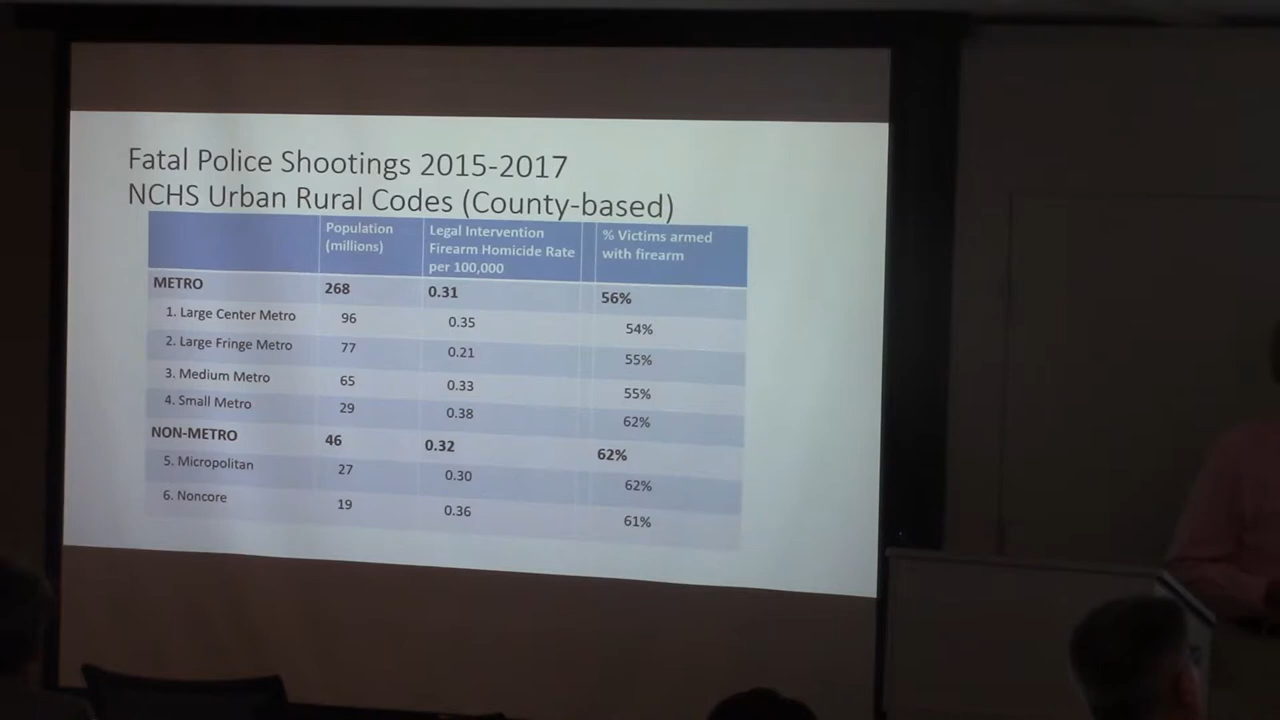 Fatal Police Shootings 2015-2017
NCHS Urban Rural Codes (County-based)
Population (millions) Legal Intervention Firearm Homicide Rate per 100,000 % Victims armed with firearm
METRO 268 0.31 56%
1. Large Center Metro 96 0.35 54%
2. Large Fringe Metro 77 0.21 55%
3. Medium Metro 65 0.33 55%
4. Small Metro 29 0.38 62%
NON-METRO 46 0.32 62%
5. Micropolitan 27 0.30 62%
6. Noncore 19 0.36 61%